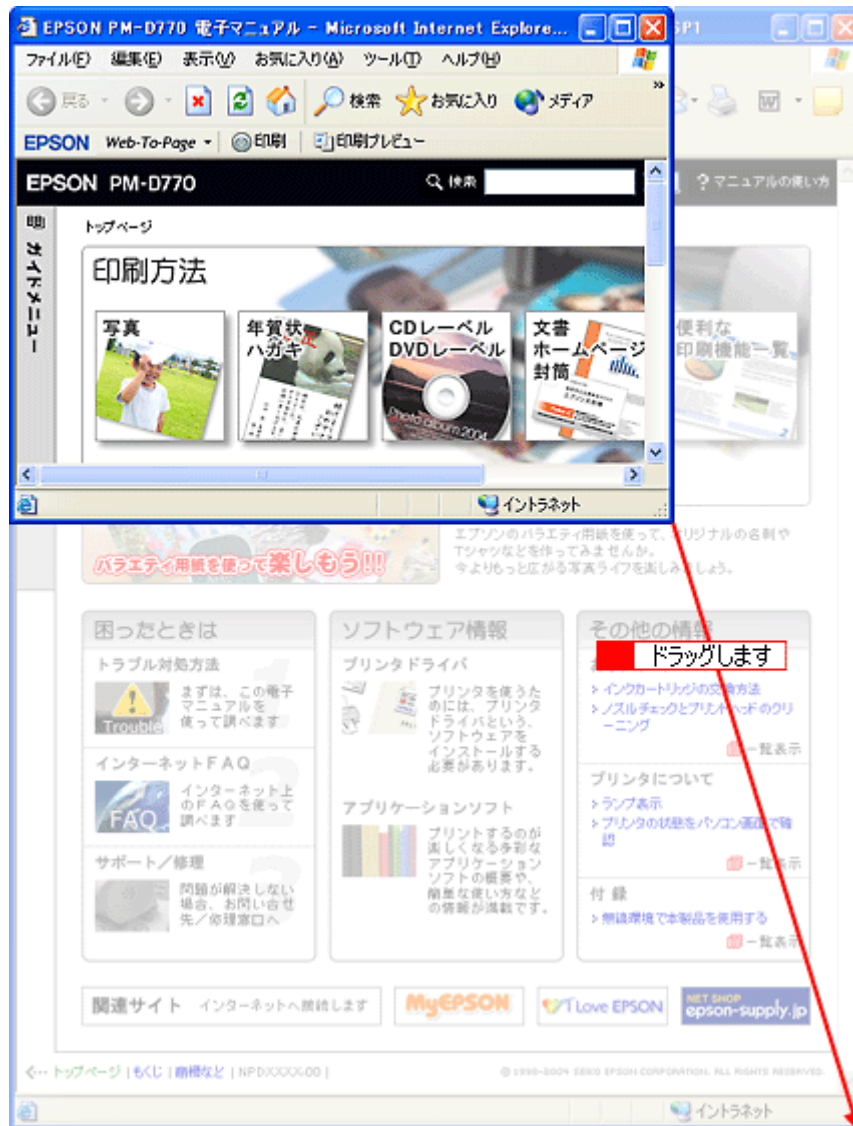 EPSON PM-D770 電子マニュアル - Microsoft Internet Explore...
SP1
ファイル(F) 編集(E) 表示(V) お気に入り(A) ツール(T) ヘルプ(H)
戻る 検索 お気に入り メディア
EPSON Web-To-Page 印刷 印刷プレビュー
EPSON PM-D770 検索 ?マニュアルの使い方
ガイドメニュー
トップページ
印刷方法
写真
年賀状
ハガキ
CDレーベル
DVDレーベル
Photo album 2004
文書
ホームページ
封筒
便利な
印刷機能一覧
イントラネット
バラエティ用紙を使って楽しもう!!
エプソンのバラエティ用紙を使って、オリジナルの名刺や
Tシャツなどを作ってみませんか。
今よりもっと広がる写真ライフを楽しみましょう。
困ったときは
トラブル対処方法
Trouble
まずは、この電子
マニュアルを
使って調べます
インターネットFAQ
FAQ
インターネット上
のFAQを使って
調べます
サポート/修理
問題が解決しない
場合、お問い合せ
先/修理窓口へ
ソフトウェア情報
プリンタドライバ
プリンタを使うた
めには、プリンタ
ドライバという、
ソフトウェアを
インストールする
必要があります。
アプリケーションソフト
プリントするのが
楽しくなる多彩な
アプリケーション
ソフトの概要や、
簡単な使い方など
の情報が満載です。
その他の情報
ドラッグします
> インクカートリッジの交換方法
> ノズルチェックとプリントヘッドのクリ
ーニング
一覧表示
プリンタについて
> ランプ表示
> プリンタの状態をパソコン画面で確
認
一覧表示
付 録
> 無線環境で本製品を使用する
一覧表示
関連サイト インターネットへ接続します
MyEPSON
I Love EPSON
NET SHOP
epson-supply.jp
トップページ | もくじ | 商標など | NPDXXXX-00 |
© 1998-2004 SEIKO EPSON CORPORATION. ALL RIGHTS RESERVED.
イントラネット